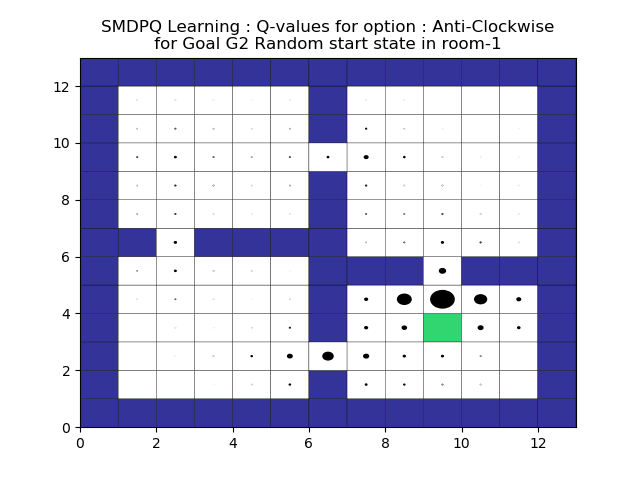 SMDPQ Learning : Q-values for option : Anti-Clockwise
for Goal G2 Random start state in room-1
12
10
8
6
4
2
0
0 2 4 6 8 10 12